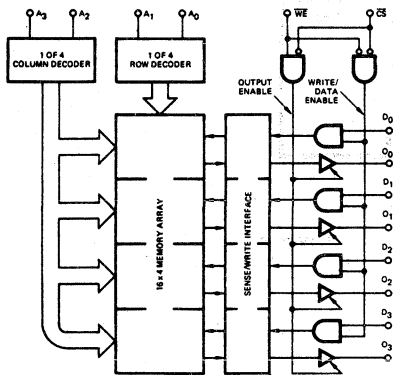 A3 A2 A1 A0 WE CS
1 OF 4
COLUMN DECODER
1 OF 4
ROW DECODER
OUTPUT
ENABLE
WRITE/
DATA
ENABLE
16 x 4 MEMORY ARRAY
SENSE/WRITE INTERFACE
D0
O0
D1
O1
D2
O2
D3
O3